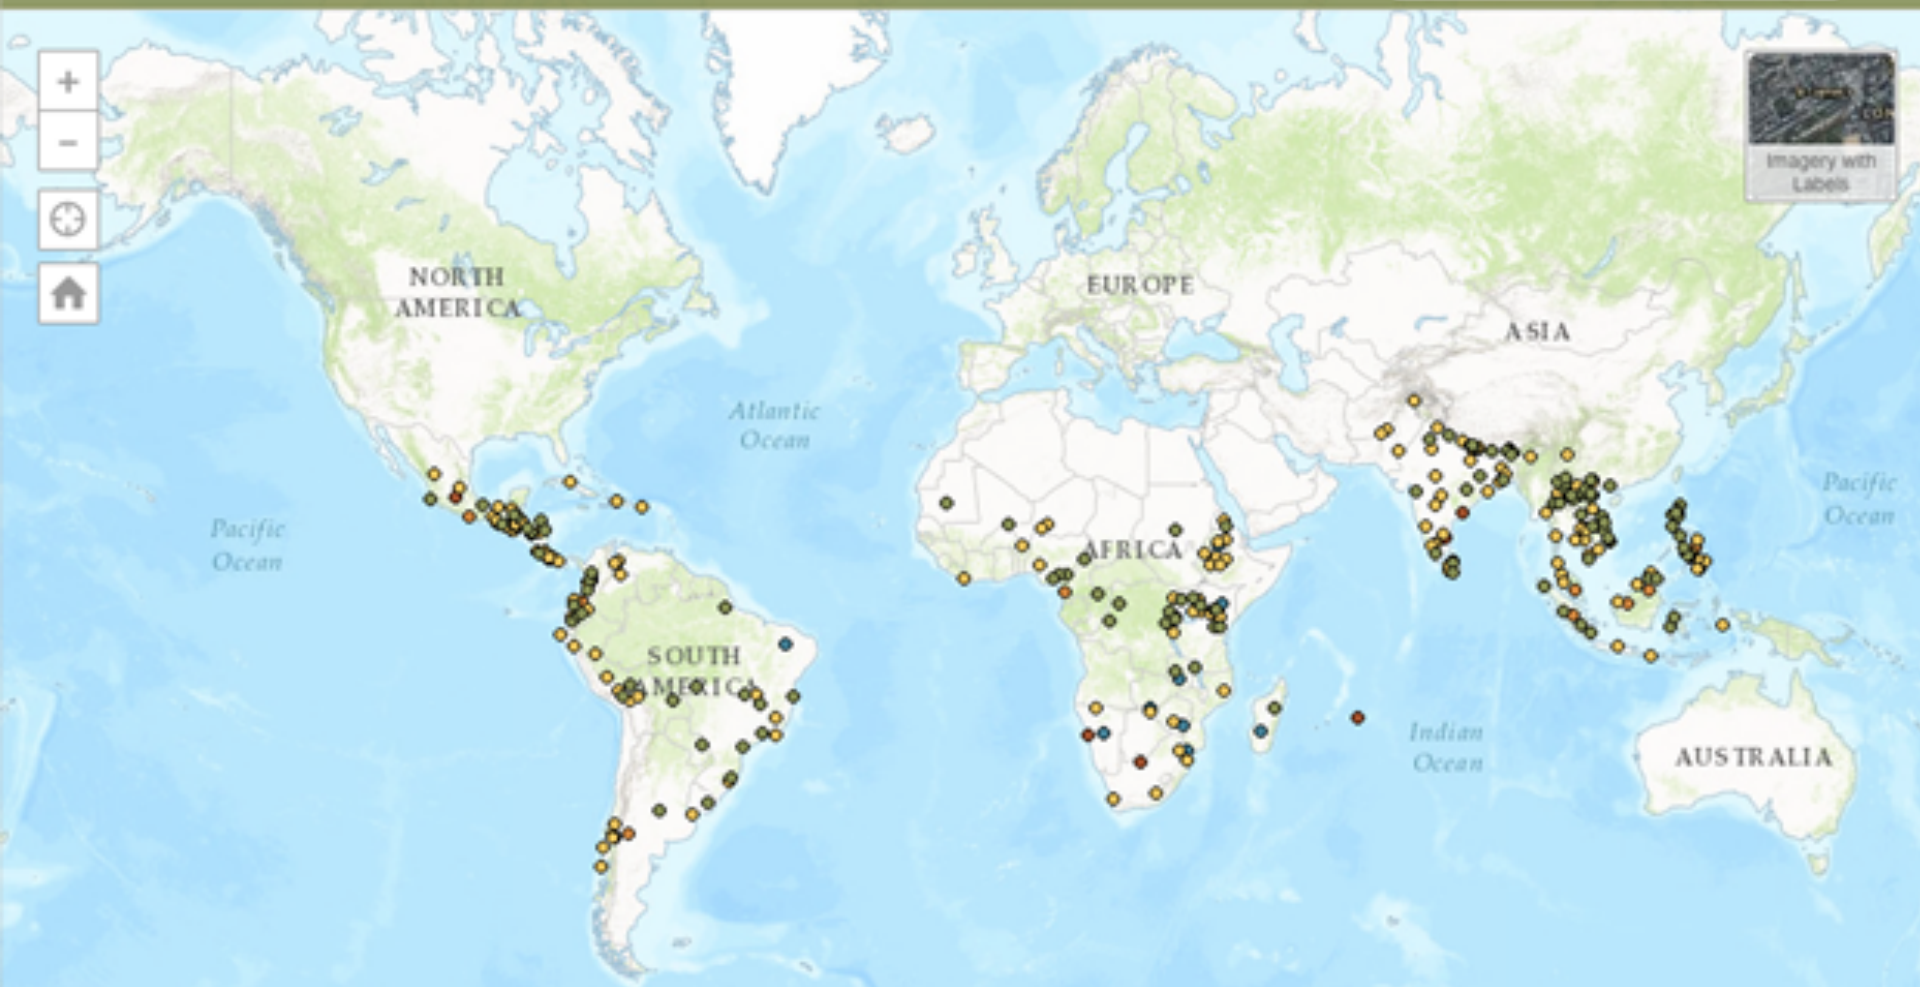 +
−
Imagery with
Labels
NORTH
AMERICA
EUROPE
ASIA
Atlantic
Ocean
Pacific
Ocean
Pacific
Ocean
AFRICA
SOUTH
AMERICA
Indian
Ocean
AUSTRALIA